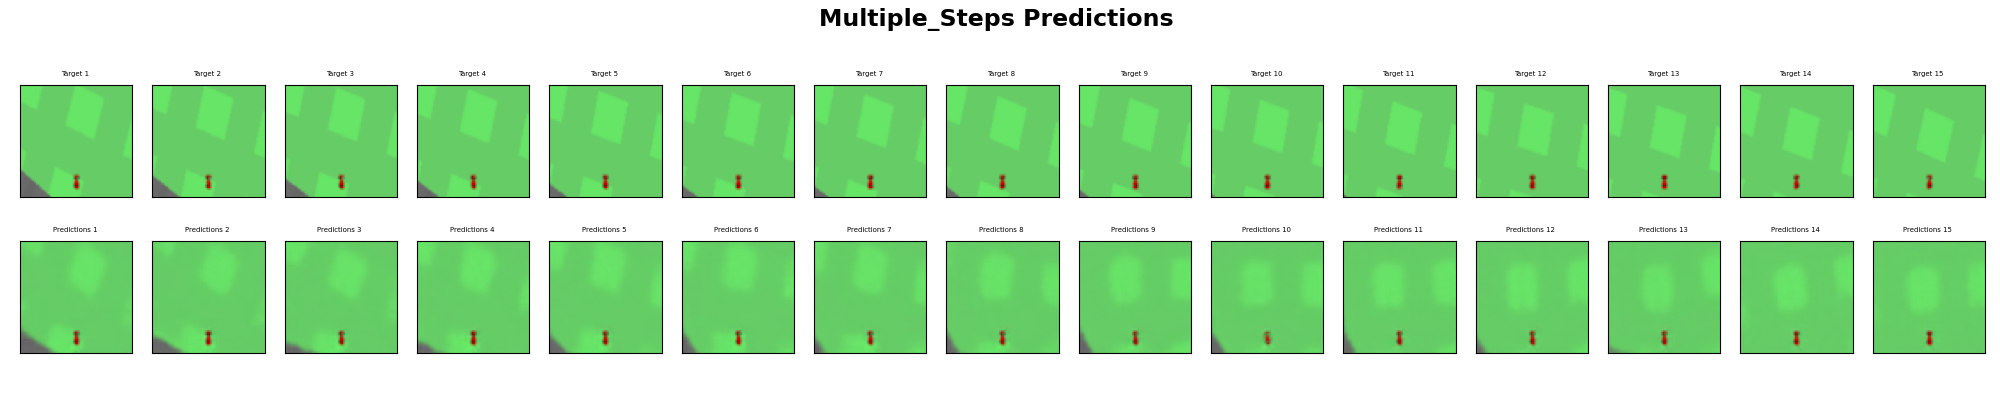 Multiple_Steps Predictions
Target 1 Target 2 Target 3 Target 4 Target 5 Target 6 Target 7 Target 8 Target 9 Target 10 Target 11 Target 12 Target 13 Target 14 Target 15
Predictions 1 Predictions 2 Predictions 3 Predictions 4 Predictions 5 Predictions 6 Predictions 7 Predictions 8 Predictions 9 Predictions 10 Predictions 11 Predictions 12 Predictions 13 Predictions 14 Predictions 15